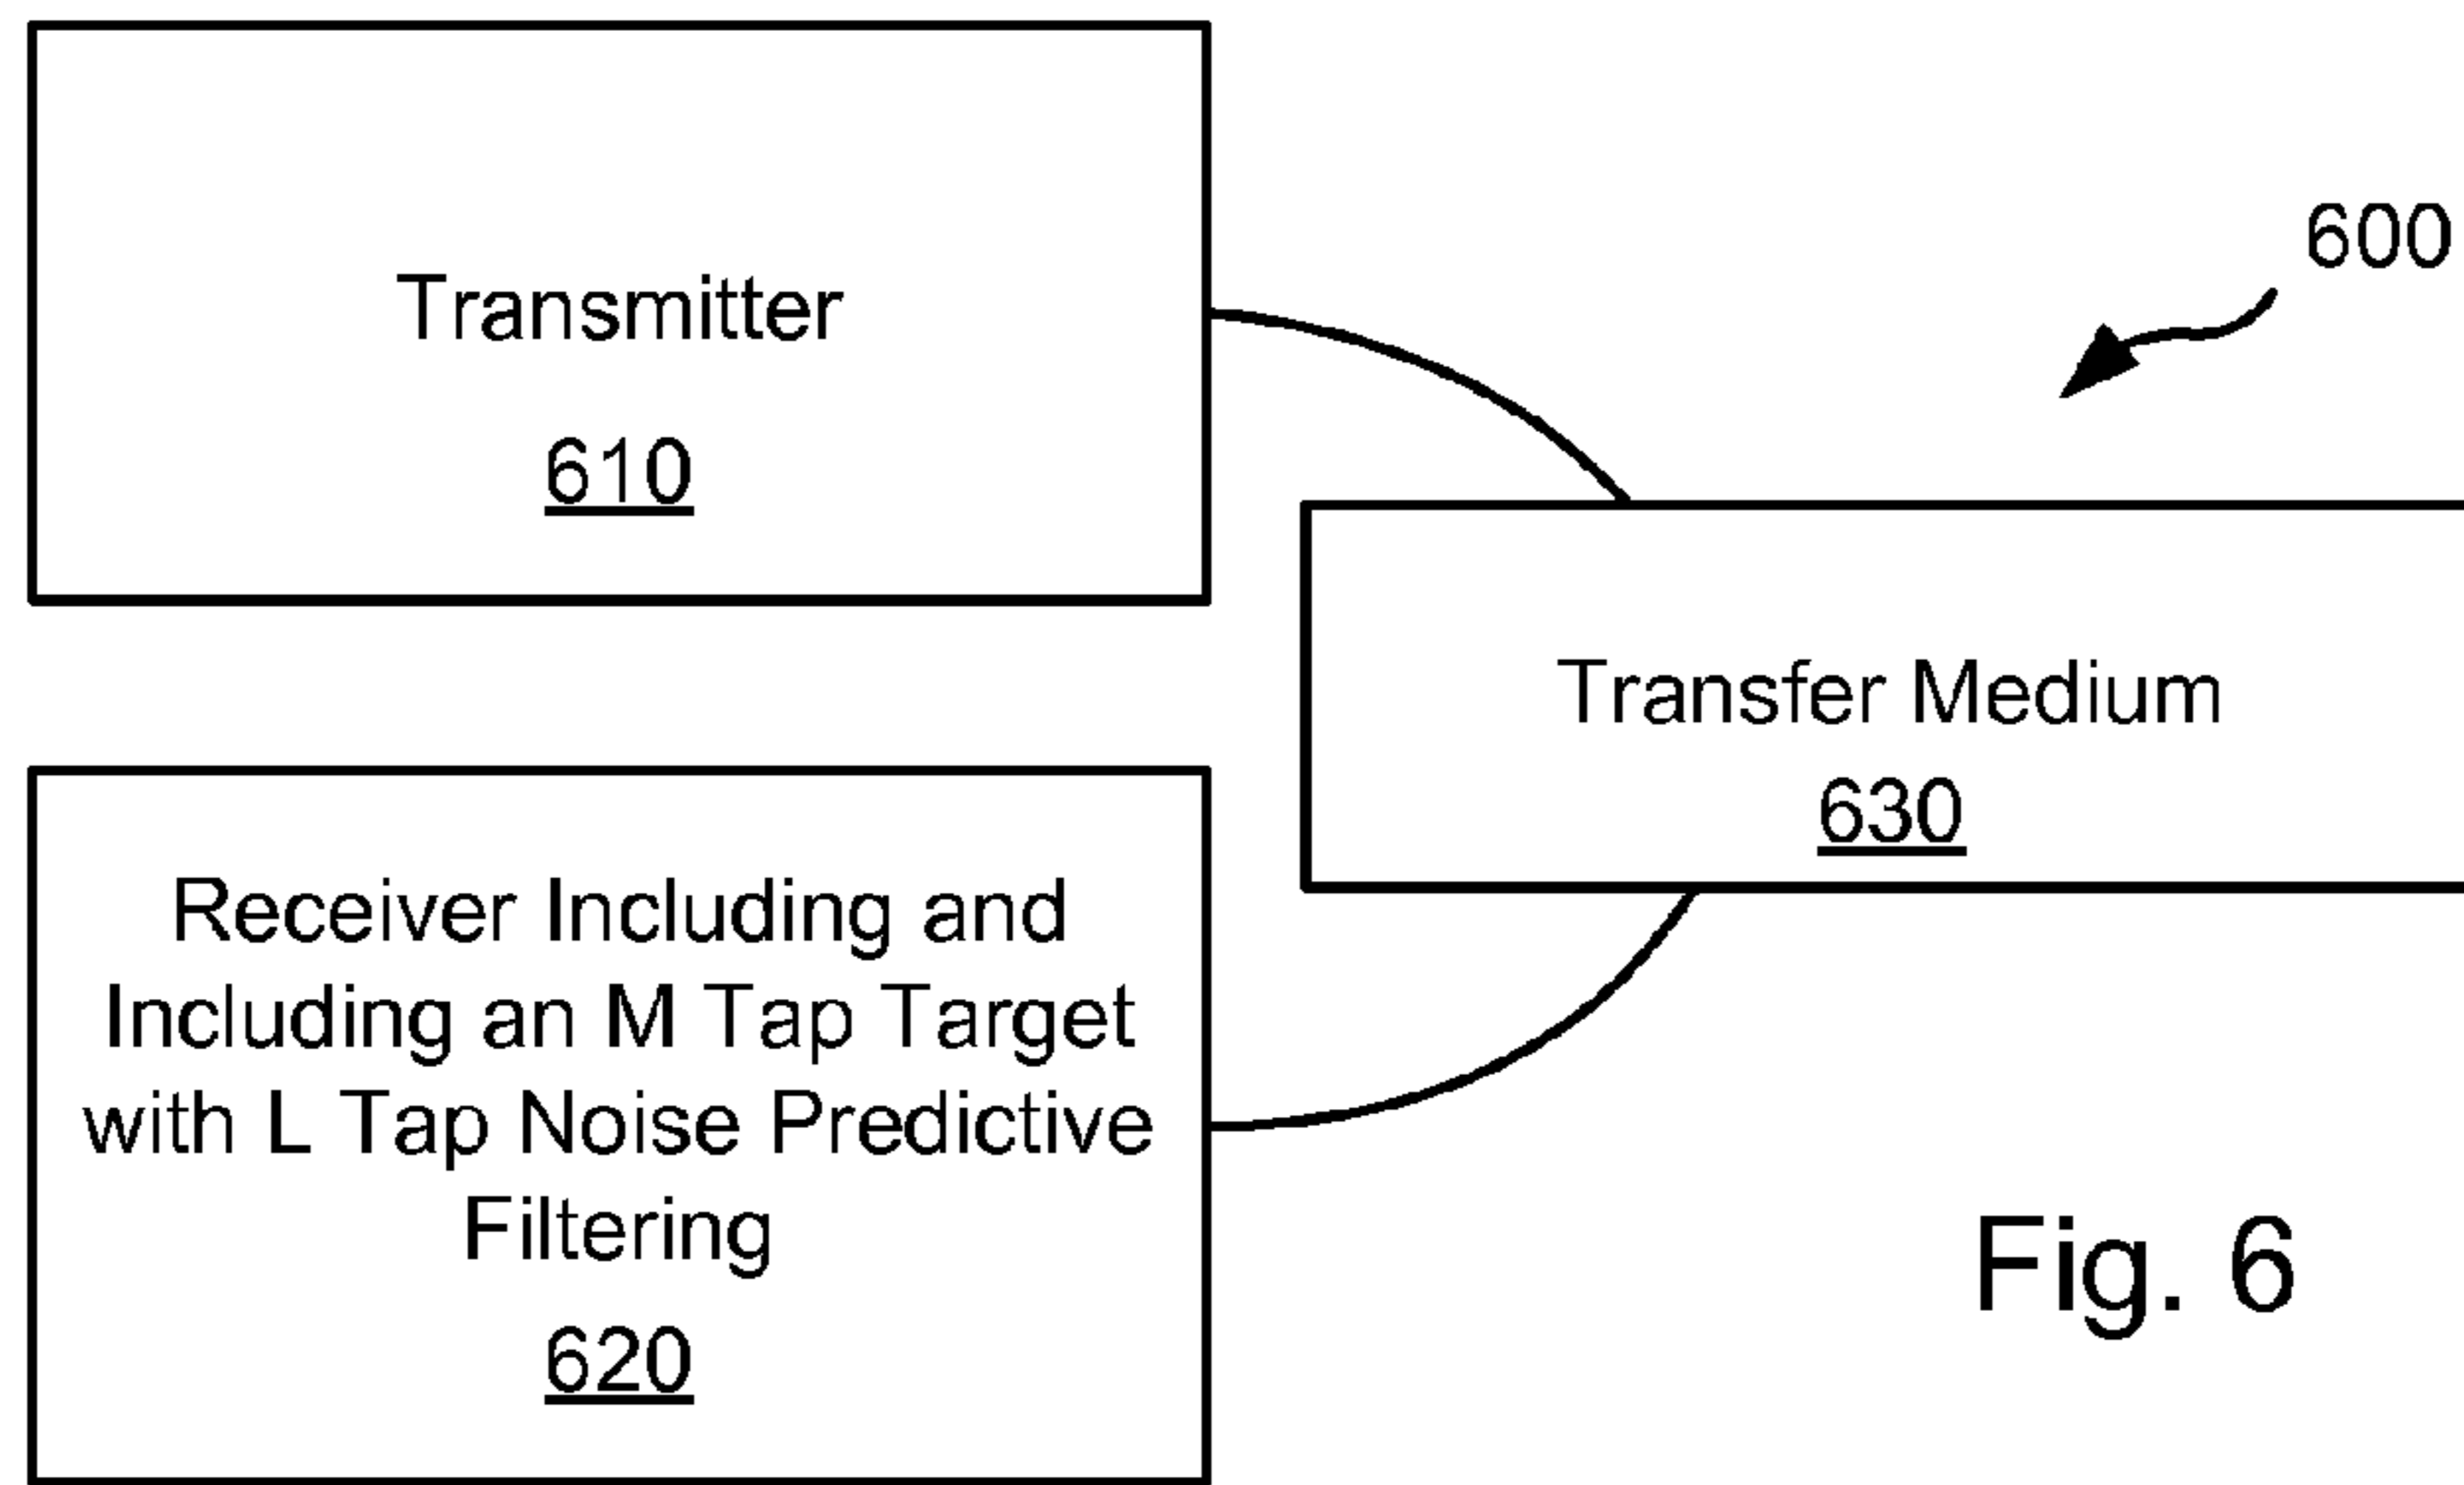 Transmitter
610
600
Transfer Medium
630
Receiver Including and
Including an M Tap Target
with L Tap Noise Predictive
Filtering
620
Fig. 6